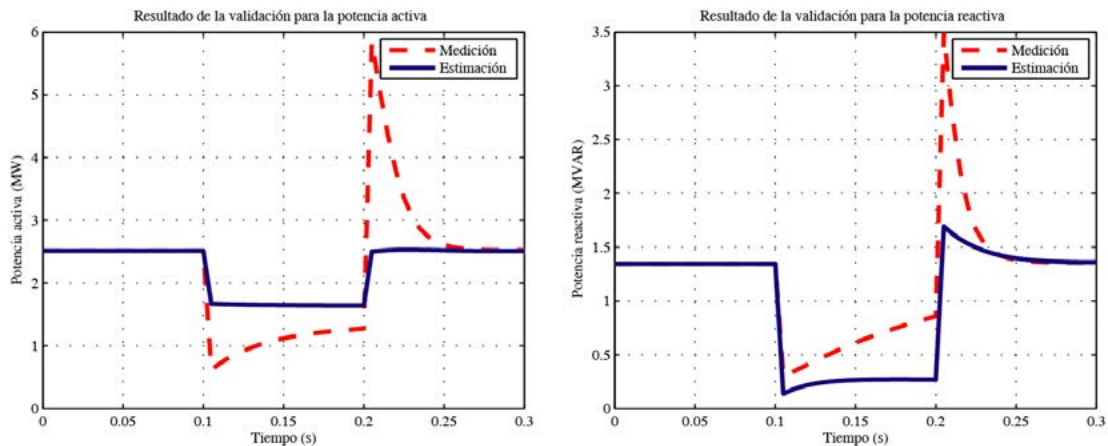 Resultado de la validación para la potencia activa
6
5
4
3
2
1
0
Potencia activa (MW)
Medición
Estimación
0 0.05 0.1 0.15 0.2 0.25 0.3
Tiempo (s)
Resultado de la validación para la potencia reactiva
3.5
3
2.5
2
1.5
1
0.5
0
Potencia reactiva (MVAR)
Medición
Estimación
0 0.05 0.1 0.15 0.2 0.25 0.3
Tiempo (s)